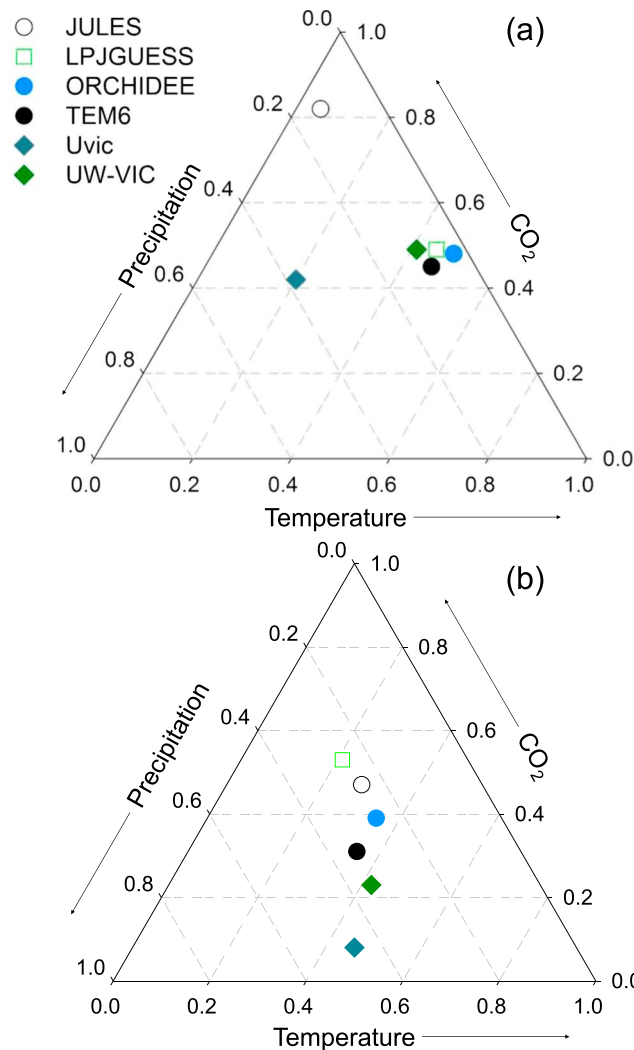 JULES
LPJGUESS
ORCHIDEE
TEM6
Uvic
UW-VIC
(a)
0.0 1.0
0.2 0.8
0.4 0.6
0.6 0.4
0.8 0.2
1.0 0.0
Precipitation
CO2
0.0 0.2 0.4 0.6 0.8 1.0
Temperature
(b)
0.0 1.0
0.2 0.8
0.4 0.6
0.6 0.4
0.8 0.2
1.0 0.0
Precipitation
CO2
0.0 0.2 0.4 0.6 0.8 1.0
Temperature